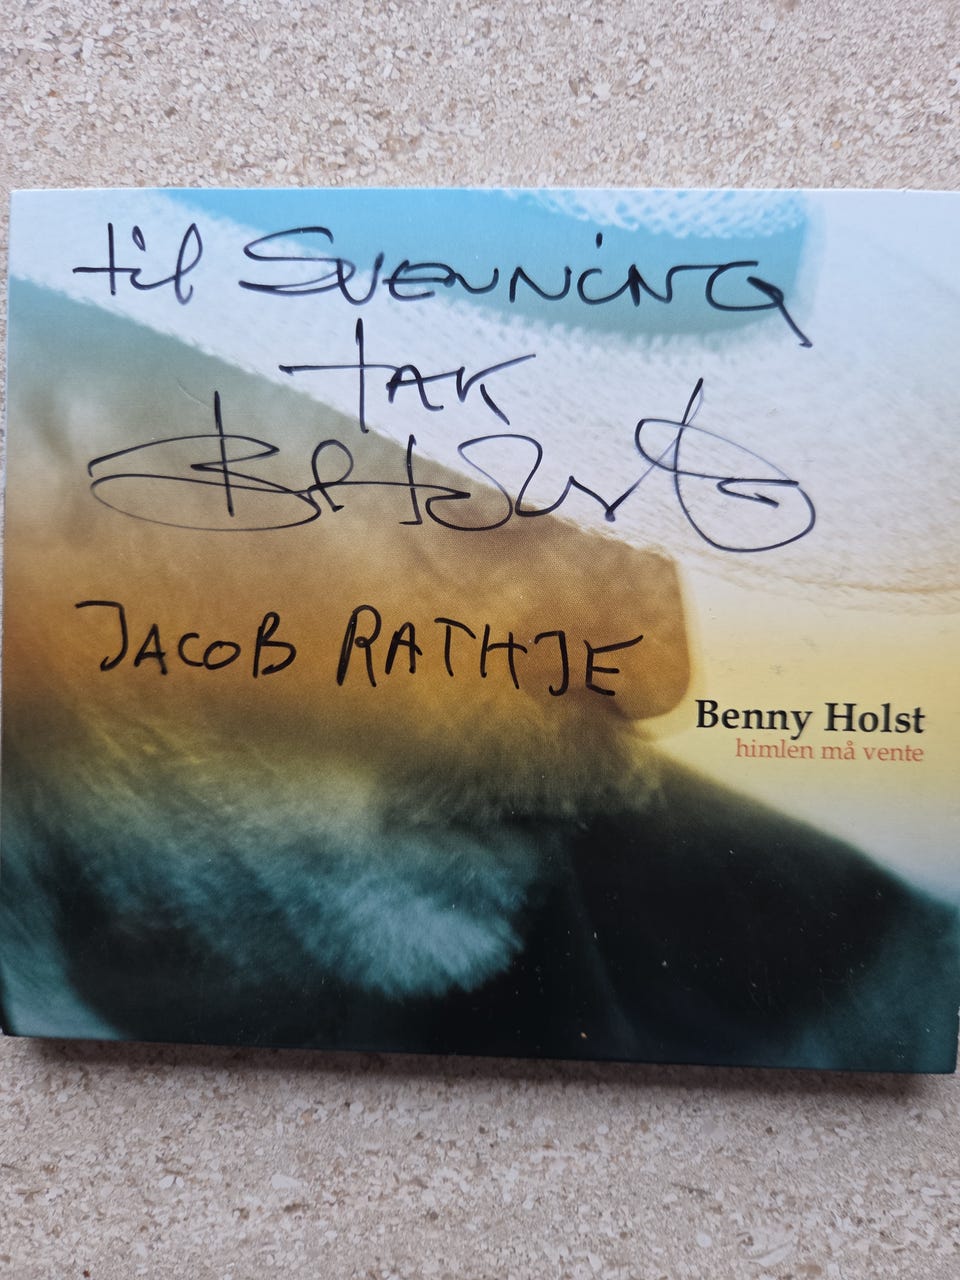 til SVENNING
TAK
JACOB RATHJE
Benny Holst
himlen må vente